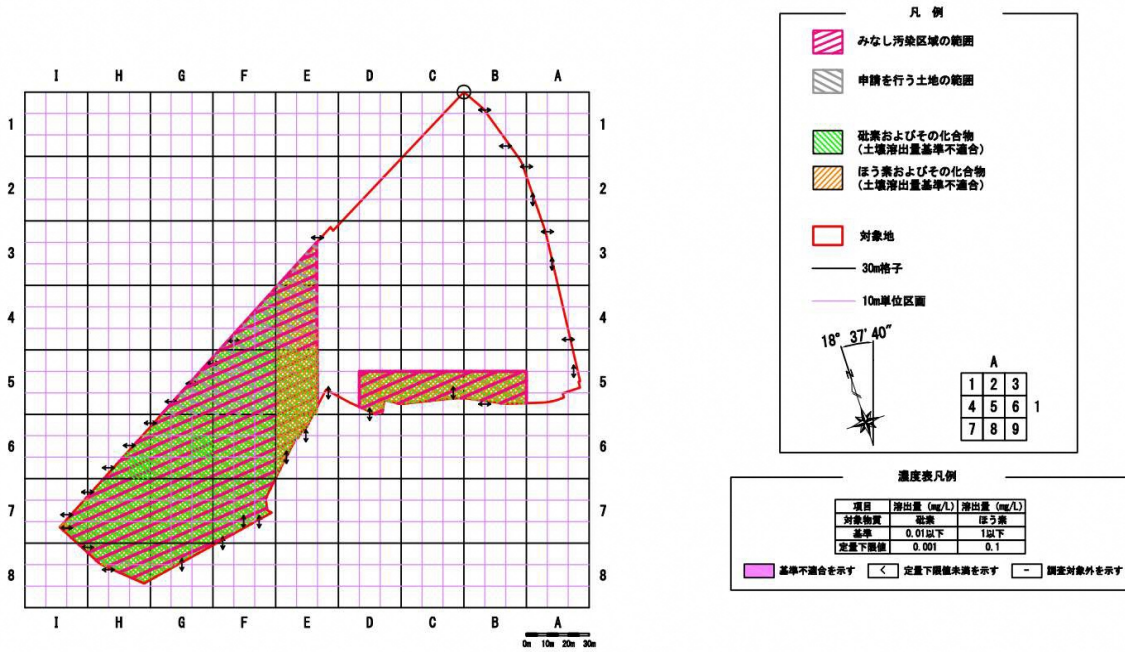 I H G F E D C B A
1 1
2 2
3 3
4 4
5 5
6 6
7 7
8 8
I H G F E D C B A
0m 10m 20m 30m
凡 例
みなし汚染区域の範囲
申請を行う土地の範囲
砒素およびその化合物
(土壌溶出量基準不適合)
ほう素およびその化合物
(土壌溶出量基準不適合)
対象地
30m格子
10m単位区画
18° 37′ 40″
N
A
1 2 3
4 5 6 1
7 8 9
濃度表凡例
項目 溶出量 (mg/L) 溶出量 (mg/L)
対象物質 砒素 ほう素
基準 0.01以下 1以下
定量下限値 0.001 0.1
基準不適合を示す < 定量下限値未満を示す - 調査対象外を示す